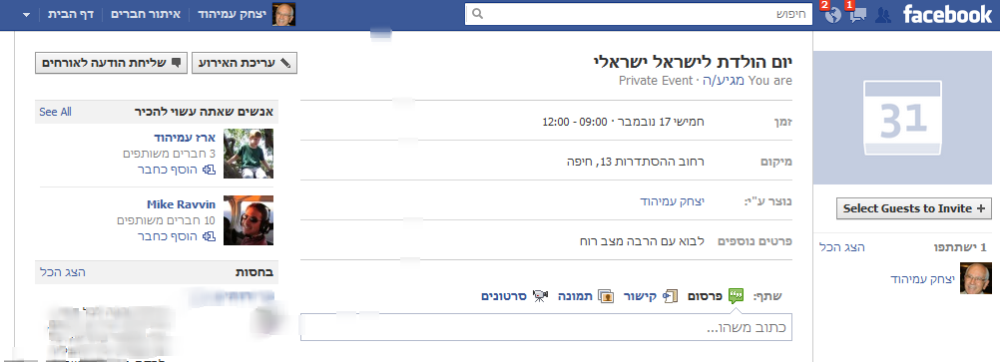 facebook
1
2
חיפוש
יצחק עמיהוד
איתור חברים
דף הבית
31
Select Guests to Invite +
1 ישתתפו
הצג הכל
יצחק עמיהוד
יום הולדת לישראל ישראלי
You are מגיע/ה · Private Event
זמן
חמישי 17 נובמבר · 09:00 - 12:00
מיקום
רחוב ההסתדרות 13, חיפה
נוצר ע"י:
יצחק עמיהוד
פרטים נוספים
לבוא עם הרבה מצב רוח
שתף: פרסום קישור תמונה סרטונים
כתוב משהו...
עריכת האירוע
שליחת הודעה לאורחים
אנשים שאתה עשוי להכיר
See All
ארז עמיהוד
3 חברים משותפים
הוסף כחבר
Mike Ravvin
10 חברים משותפים
הוסף כחבר
בחסות
הצג הכל